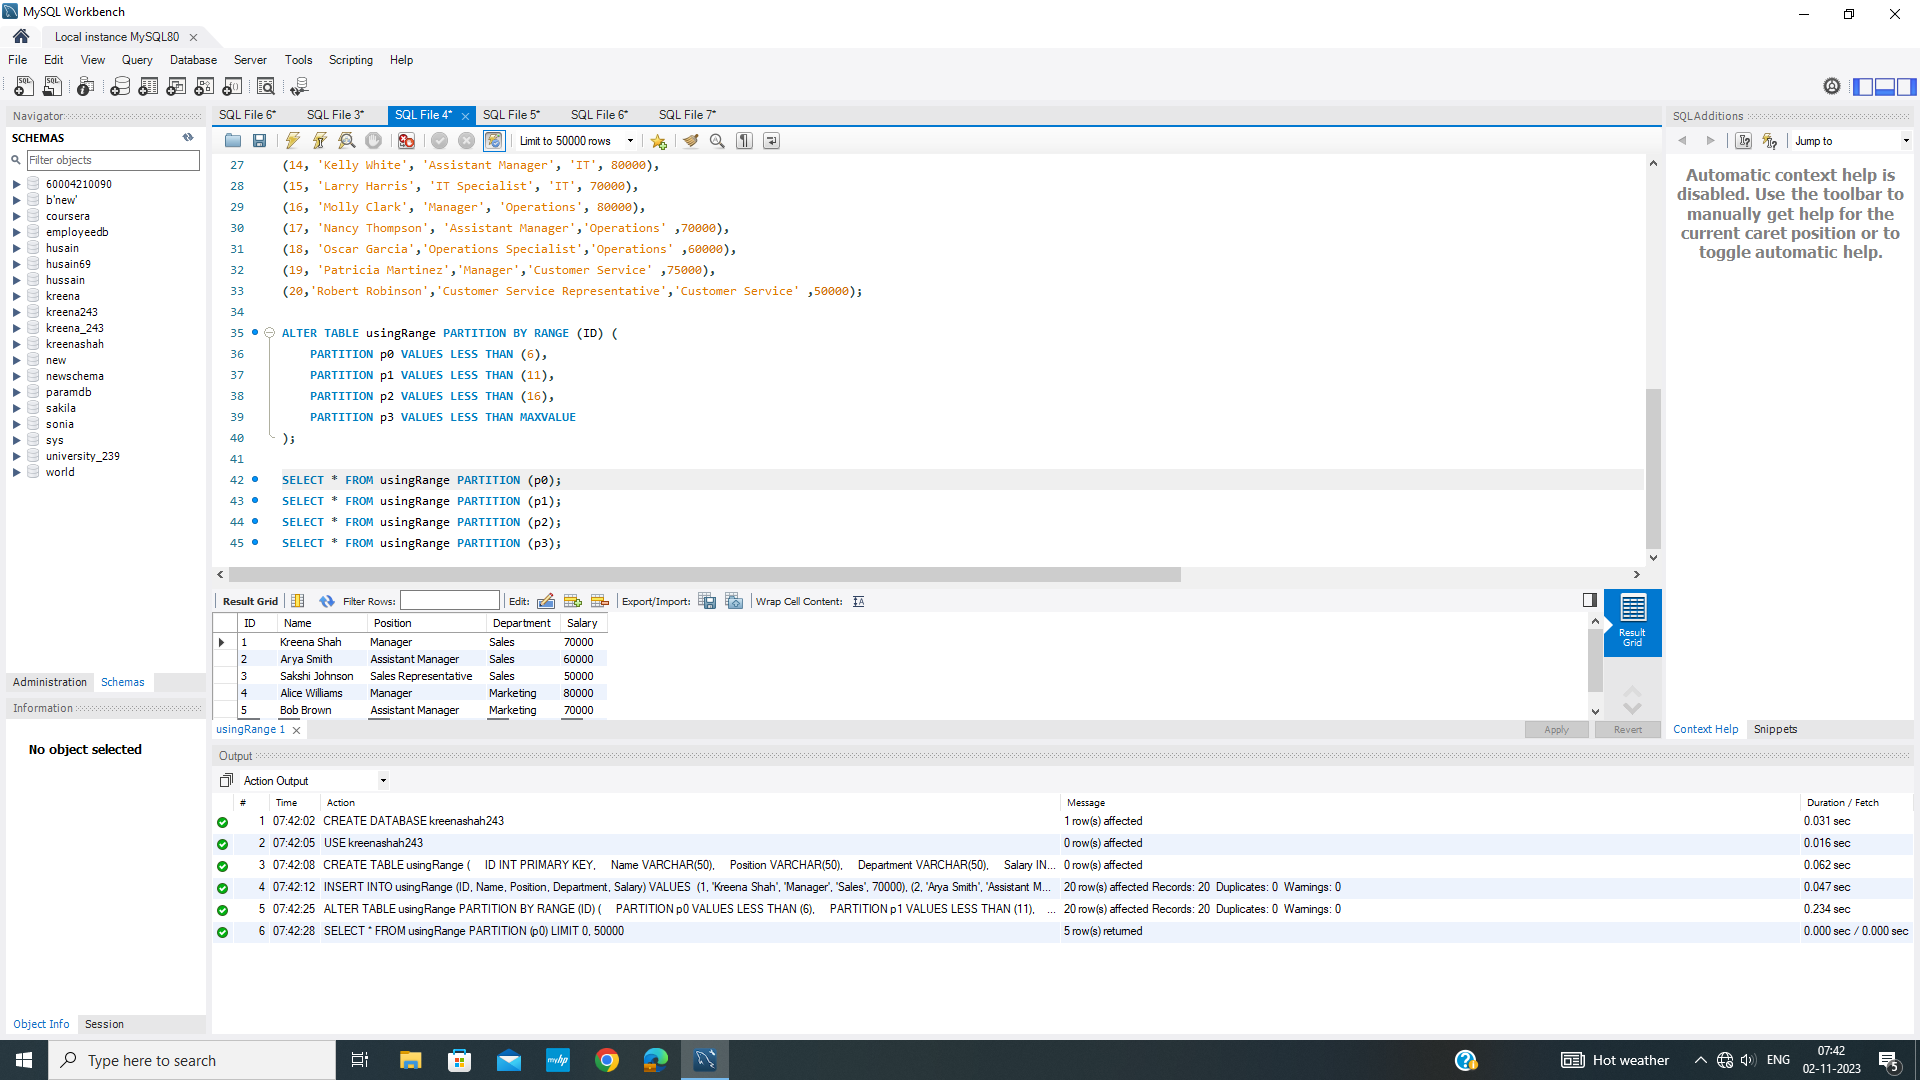 MySQL Workbench
Local instance MySQL80
File Edit View Query Database Server Tools Scripting Help
Navigator
SCHEMAS
Filter objects
60004210090
b'new'
coursera
employeedb
husain
husain69
hussain
kreena
kreena243
kreena_243
kreenashah
new
newschema
paramdb
sakila
sonia
sys
university_239
world
Administration Schemas
Information
No object selected
Object Info Session
SQL File 6* SQL File 3* SQL File 4* SQL File 5* SQL File 6* SQL File 7*
Limit to 50000 rows
27 (14, 'Kelly White', 'Assistant Manager', 'IT', 80000),
28 (15, 'Larry Harris', 'IT Specialist', 'IT', 70000),
29 (16, 'Molly Clark', 'Manager', 'Operations', 80000),
30 (17, 'Nancy Thompson', 'Assistant Manager','Operations' ,70000),
31 (18, 'Oscar Garcia','Operations Specialist','Operations' ,60000),
32 (19, 'Patricia Martinez','Manager','Customer Service' ,75000),
33 (20,'Robert Robinson','Customer Service Representative','Customer Service' ,50000);
34
35 ALTER TABLE usingRange PARTITION BY RANGE (ID) (
36 PARTITION p0 VALUES LESS THAN (6),
37 PARTITION p1 VALUES LESS THAN (11),
38 PARTITION p2 VALUES LESS THAN (16),
39 PARTITION p3 VALUES LESS THAN MAXVALUE
40 );
41
42 SELECT * FROM usingRange PARTITION (p0);
43 SELECT * FROM usingRange PARTITION (p1);
44 SELECT * FROM usingRange PARTITION (p2);
45 SELECT * FROM usingRange PARTITION (p3);
Result Grid Filter Rows: Edit: Export/Import: Wrap Cell Content:
ID Name Position Department Salary
1 Kreena Shah Manager Sales 70000
2 Arya Smith Assistant Manager Sales 60000
3 Sakshi Johnson Sales Representative Sales 50000
4 Alice Williams Manager Marketing 80000
5 Bob Brown Assistant Manager Marketing 70000
Result
Grid
usingRange 1
Apply Revert
SQLAdditions
Jump to
Automatic context help is
disabled. Use the toolbar to
manually get help for the
current caret position or to
toggle automatic help.
Context Help Snippets
Output
Action Output
# Time Action Message Duration / Fetch
1 07:42:02 CREATE DATABASE kreenashah243 1 row(s) affected 0.031 sec
2 07:42:05 USE kreenashah243 0 row(s) affected 0.016 sec
3 07:42:08 CREATE TABLE usingRange ( ID INT PRIMARY KEY, Name VARCHAR(50), Position VARCHAR(50), Department VARCHAR(50), Salary IN... 0 row(s) affected 0.062 sec
4 07:42:12 INSERT INTO usingRange (ID, Name, Position, Department, Salary) VALUES (1, 'Kreena Shah', 'Manager', 'Sales', 70000), (2, 'Arya Smith', 'Assistant M... 20 row(s) affected Records: 20 Duplicates: 0 Warnings: 0 0.047 sec
5 07:42:25 ALTER TABLE usingRange PARTITION BY RANGE (ID) ( PARTITION p0 VALUES LESS THAN (6), PARTITION p1 VALUES LESS THAN (11), ... 20 row(s) affected Records: 20 Duplicates: 0 Warnings: 0 0.234 sec
6 07:42:28 SELECT * FROM usingRange PARTITION (p0) LIMIT 0, 50000 5 row(s) returned 0.000 sec / 0.000 sec
Type here to search
myhp
Hot weather
ENG
07:42
02-11-2023
5